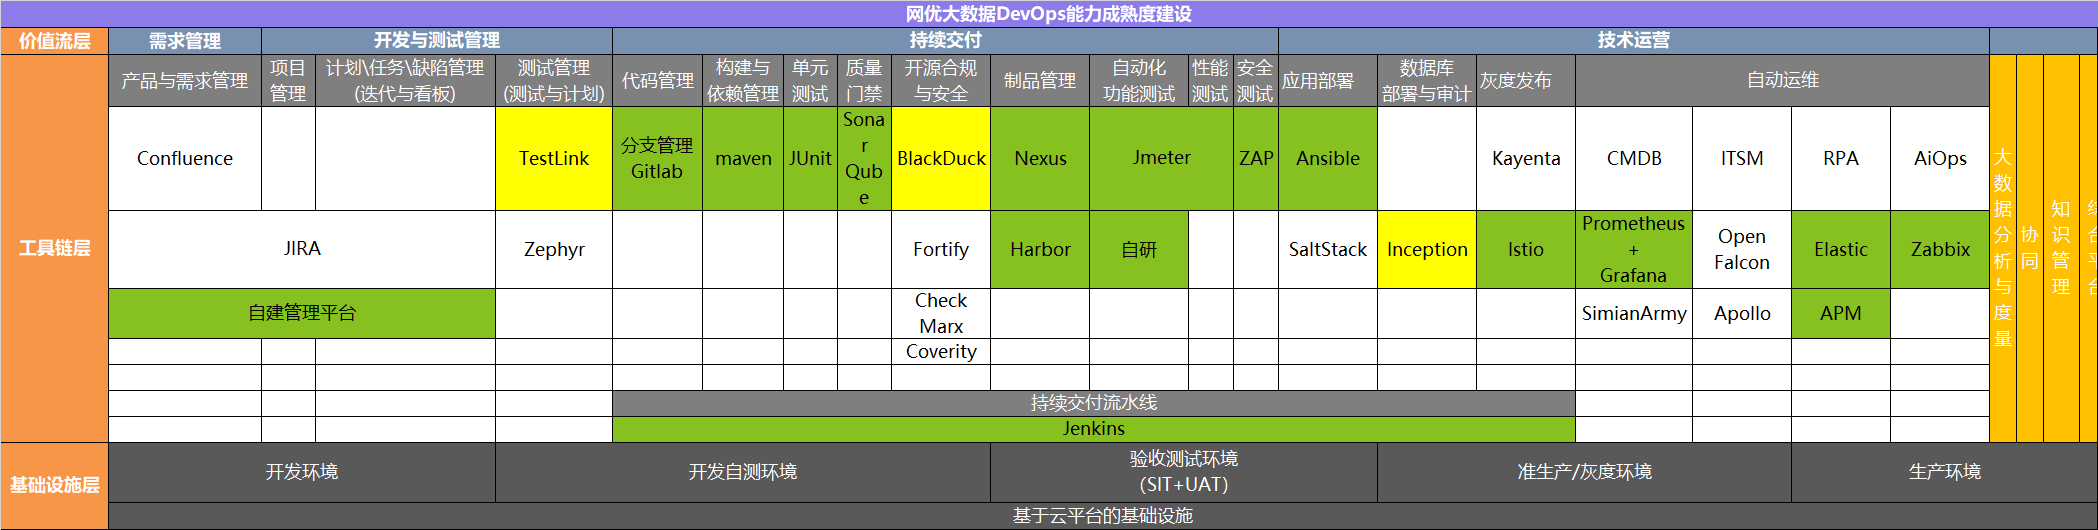 网优大数据DevOps能力成熟度建设
价值流层
需求管理
开发与测试管理
持续交付
技术运营
工具链层
产品与需求管理
项目
管理
计划\任务\缺陷管理
(迭代与看板)
测试管理
(测试与计划)
代码管理
构建与
依赖管理
单元
测试
质量
门禁
开源合规
与安全
制品管理
自动化
功能测试
性能
测试
安全
测试
应用部署
数据库
部署与审计
灰度发布
自动运维
Confluence
TestLink
分支管理
Gitlab
maven
JUnit
Sona
r
Qub
e
BlackDuck
Nexus
Jmeter
ZAP
Ansible
Kayenta
CMDB
ITSM
RPA
AiOps
JIRA
Zephyr
Fortify
Harbor
自研
SaltStack
Inception
Istio
Prometheus
+
Grafana
Open
Falcon
Elastic
Zabbix
自建管理平台
Check
Marx
SimianArmy
Apollo
APM
Coverity
持续交付流水线
Jenkins
大
数
据
分
析
与
度
量
协
同
知
识
管
理
台
平
台
基础设施层
开发环境
开发自测环境
验收测试环境
（SIT+UAT）
准生产/灰度环境
生产环境
基于云平台的基础设施